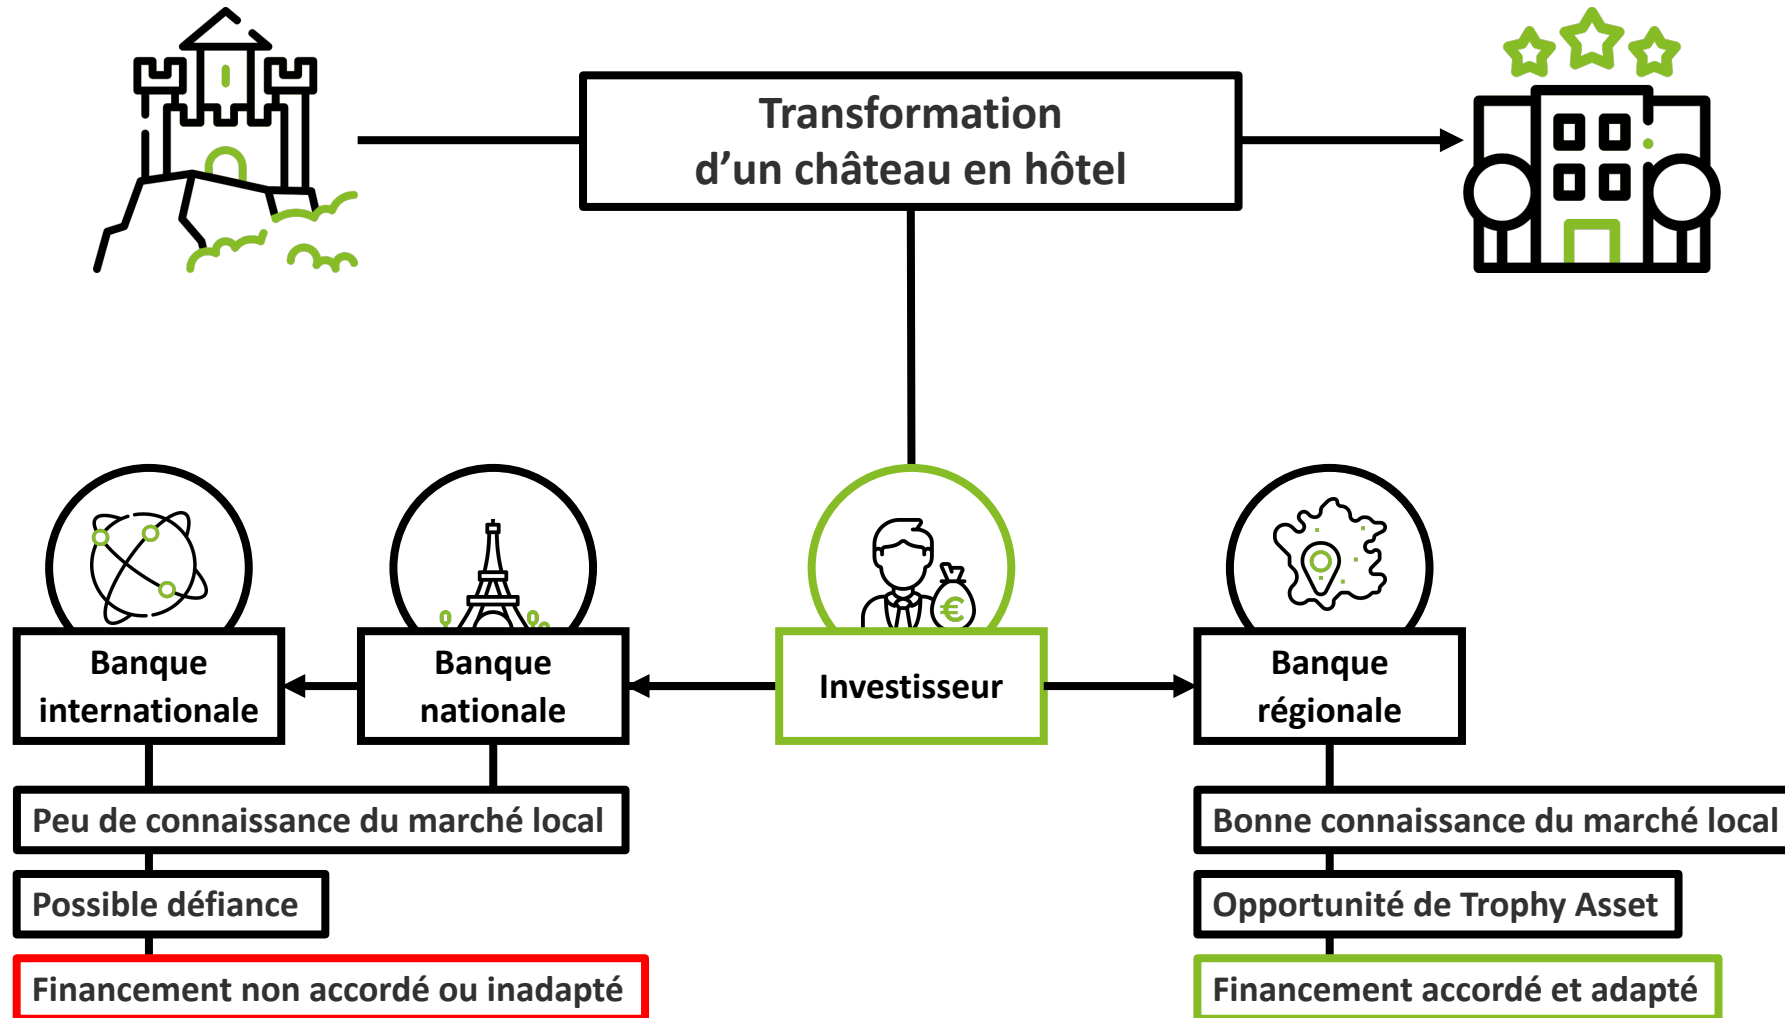 Transformation
d’un château en hôtel
Banque
internationale
Banque
nationale
€
Investisseur
Banque
régionale
Peu de connaissance du marché local
Possible défiance
Financement non accordé ou inadapté
Bonne connaissance du marché local
Opportunité de Trophy Asset
Financement accordé et adapté